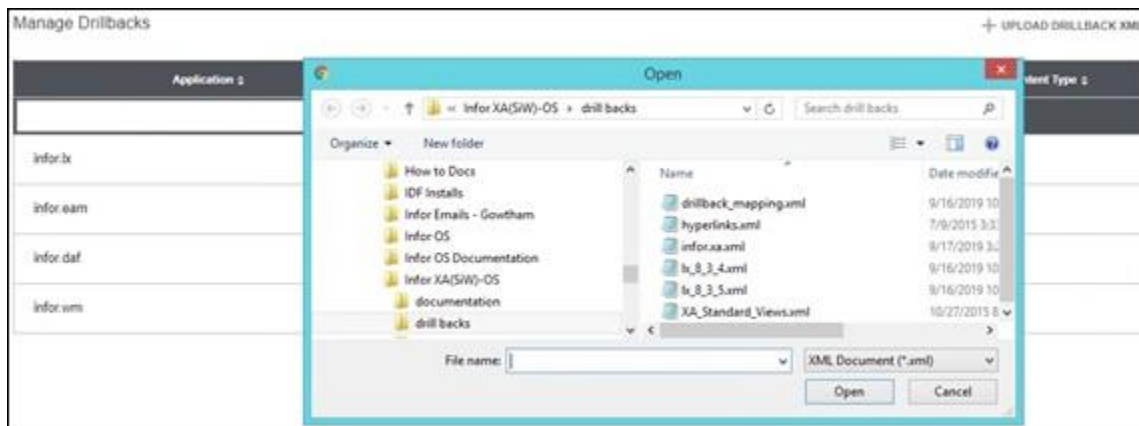 Manage Drillbacks
+ UPLOAD DRILLBACK XML
Application
Open
tent Type
« Infor XA(SiW)-OS › drill backs
Search drill backs
Organize
New folder
How to Docs
IDF Installs
Infor Emails - Gowtham
Infor OS
Infor OS Documentation
Infor XA(SiW)-OS
documentation
drill backs
Name
Date modifie
drillback_mapping.xml
9/16/2019 10
hyperlinks.xml
7/9/2015 3:3
infor.xa.xml
9/17/2019 3:
lx_8_3_4.xml
9/16/2019 10
lx_8_3_5.xml
9/16/2019 10
XA_Standard_Views.xml
10/27/2015 8
infor.lx
infor.eam
infor.daf
infor.wm
File name:
XML Document (*.xml)
Open
Cancel